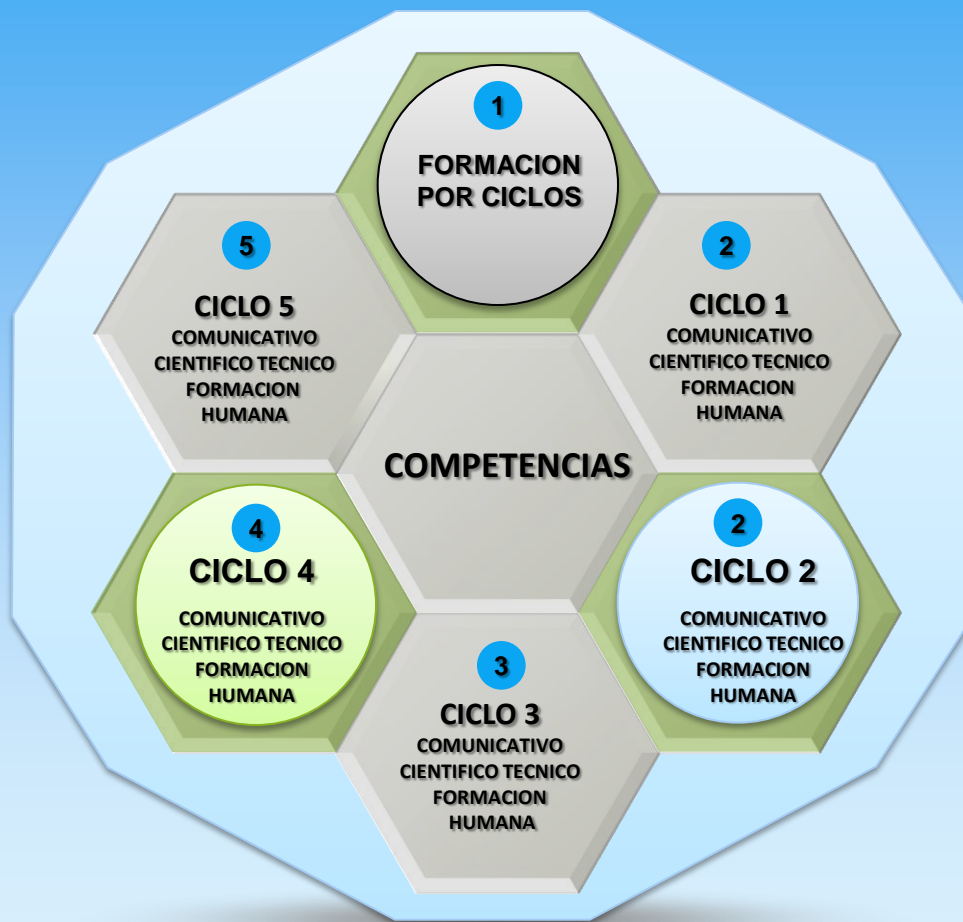 1
FORMACION
POR CICLOS
2
CICLO 1
COMUNICATIVO
CIENTIFICO TECNICO
FORMACION
HUMANA
2
CICLO 2
COMUNICATIVO
CIENTIFICO TECNICO
FORMACION
HUMANA
3
CICLO 3
COMUNICATIVO
CIENTIFICO TECNICO
FORMACION
HUMANA
4
CICLO 4
COMUNICATIVO
CIENTIFICO TECNICO
FORMACION
HUMANA
5
CICLO 5
COMUNICATIVO
CIENTIFICO TECNICO
FORMACION
HUMANA
COMPETENCIAS